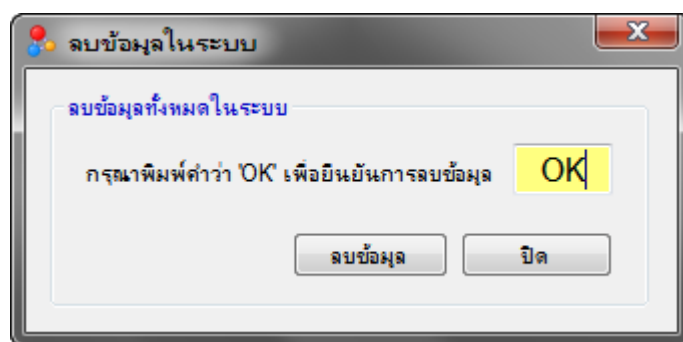 ลบข้อมูลในระบบ
ลบข้อมูลทั้งหมดในระบบ
กรุณาพิมพ์คำว่า 'OK' เพื่อยืนยันการลบข้อมูล OK
ลบข้อมูล ปิด